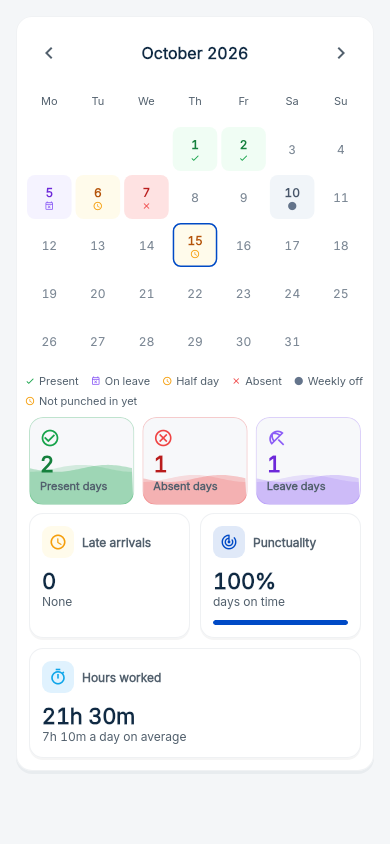 October 2026
Mo Tu We Th Fr Sa Su
1 2 3 4
5 6 7 8 9 10 11
12 13 14 15 16 17 18
19 20 21 22 23 24 25
26 27 28 29 30 31
Present On leave Half day Absent Weekly off
Not punched in yet
2 1 1
Present days Absent days Leave days
Late arrivals Punctuality
0 100%
None days on time
Hours worked
21h 30m
7h 10m a day on average